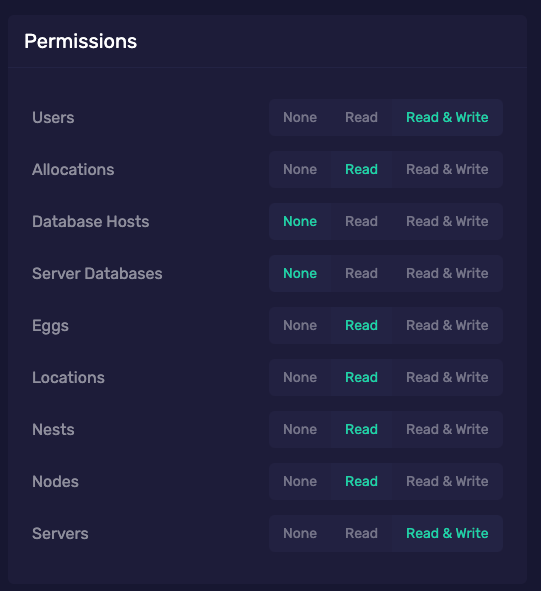 Permissions
Users None Read Read & Write
Allocations None Read Read & Write
Database Hosts None Read Read & Write
Server Databases None Read Read & Write
Eggs None Read Read & Write
Locations None Read Read & Write
Nests None Read Read & Write
Nodes None Read Read & Write
Servers None Read Read & Write